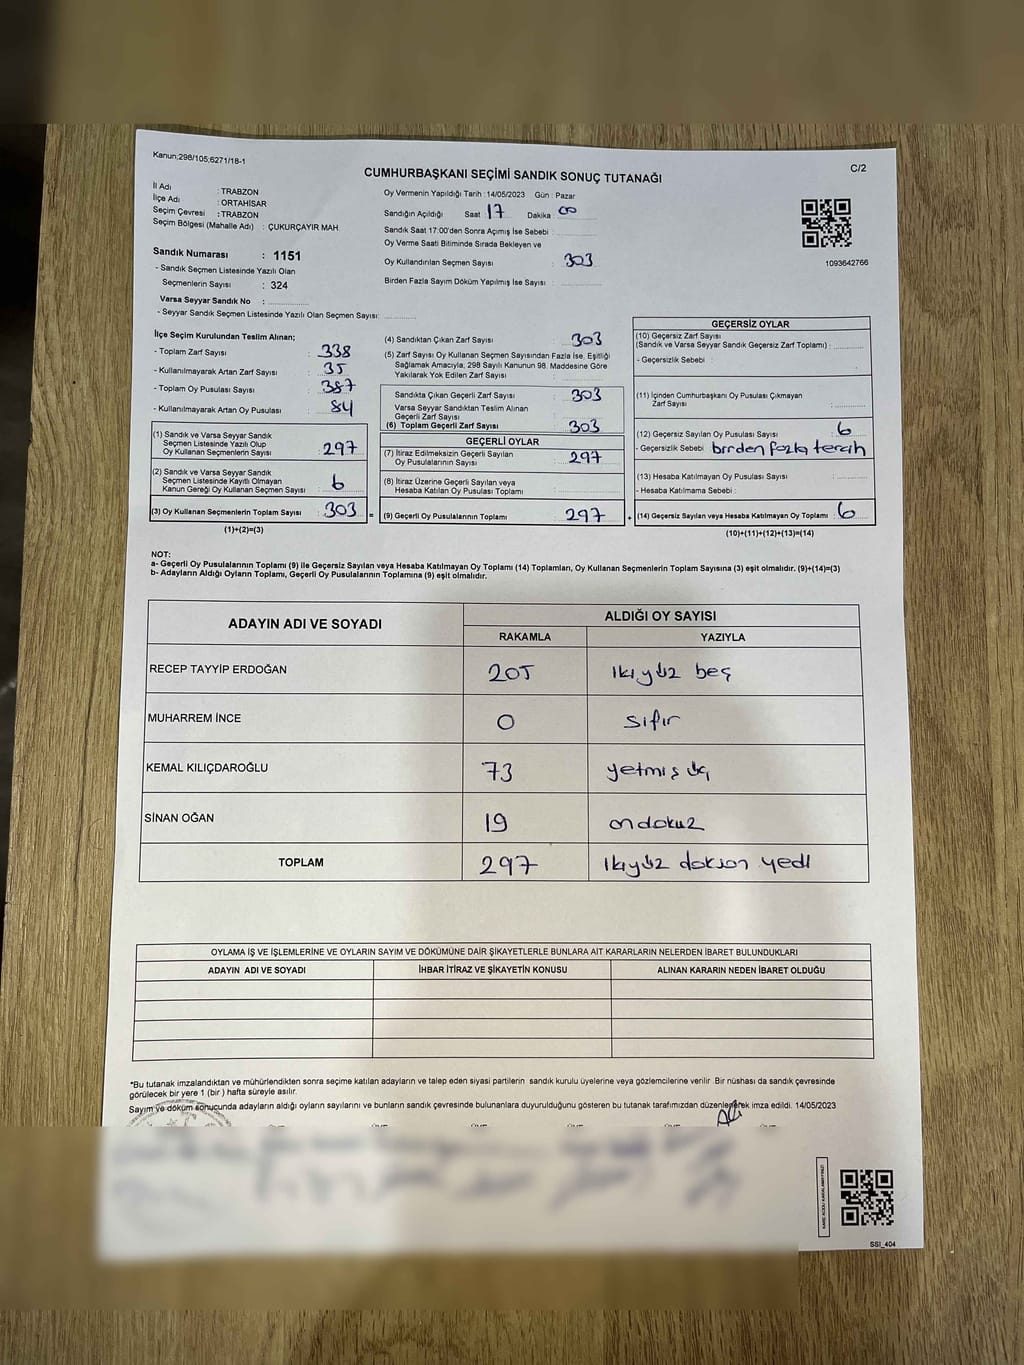 Kanun;298/105;6271/18-1
C/2
CUMHURBAŞKANI SEÇİMİ SANDIK SONUÇ TUTANAĞI
İl Adı : TRABZON
İlçe Adı : ORTAHİSAR
Seçim Çevresi : TRABZON
Seçim Bölgesi (Mahalle Adı) : ÇUKURÇAYIR MAH.
Sandık Numarası : 1151
- Sandık Seçmen Listesinde Yazılı Olan
Seçmenlerin Sayısı : 324
Varsa Seyyar Sandık No :
- Seyyar Sandık Seçmen Listesinde Yazılı Olan Seçmen Sayısı:
Oy Vermenin Yapıldığı Tarih : 14/05/2023 Gün : Pazar
Sandığın Açıldığı Saat 17 Dakika 00
Sandık Saat 17:00'den Sonra Açımış İse Sebebi :
Oy Verme Saati Bitiminde Sırada Bekleyen ve
Oy Kullandırılan Seçmen Sayısı : 303
Birden Fazla Sayım Döküm Yapılmış İse Sayısı :
1093642766
İlçe Seçim Kurulundan Teslim Alınan;
- Toplam Zarf Sayısı : 338
- Kullanılmayarak Artan Zarf Sayısı : 35
- Toplam Oy Pusulası Sayısı : 387
- Kullanılmayarak Artan Oy Pusulası : 84
(1) Sandık ve Varsa Seyyar Sandık
Seçmen Listesinde Yazılı Olup
Oy Kullanan Seçmenlerin Sayısı : 297
(2) Sandık ve Varsa Seyyar Sandık
Seçmen Listesinde Kayıtlı Olmayan
Kanun Gereği Oy Kullanan Seçmen Sayısı : 6
(3) Oy Kullanan Seçmenlerin Toplam Sayısı : 303 =
(1)+(2)=(3)
(4) Sandıktan Çıkan Zarf Sayısı : 303
(5) Zarf Sayısı Oy Kullanan Seçmen Sayısından Fazla İse, Eşitliği
Sağlamak Amacıyla, 298 Sayılı Kanunun 98. Maddesine Göre
Yakılarak Yok Edilen Zarf Sayısı :
Sandıkta Çıkan Geçerli Zarf Sayısı : 303
Varsa Seyyar Sandıktan Teslim Alınan
Geçerli Zarf Sayısı :
(6) Toplam Geçerli Zarf Sayısı : 303
GEÇERLİ OYLAR
(7) İtiraz Edilmeksizin Geçerli Sayılan
Oy Pusulalarının Sayısı : 297
(8) İtiraz Üzerine Geçerli Sayılan veya
Hesaba Katılan Oy Pusulası Toplamı :
(9) Geçerli Oy Pusulalarının Toplamı : 297 +
GEÇERSİZ OYLAR
(10) Geçersiz Zarf Sayısı
(Sandık ve Varsa Seyyar Sandık Geçersiz Zarf Toplamı) :
- Geçersizlik Sebebi :
(11) İçinden Cumhurbaşkanı Oy Pusulası Çıkmayan
Zarf Sayısı :
(12) Geçersiz Sayılan Oy Pusulası Sayısı : 6
- Geçersizlik Sebebi : birden fazla tercih
(13) Hesaba Katılmayan Oy Pusulası Sayısı :
- Hesaba Katılmama Sebebi :
(14) Geçersiz Sayılan veya Hesaba Katılmayan Oy Toplamı : 6
(10)+(11)+(12)+(13)=(14)
NOT:
a- Geçerli Oy Pusulalarının Toplamı (9) ile Geçersiz Sayılan veya Hesaba Katılmayan Oy Toplamı (14) Toplamları, Oy Kullanan Seçmenlerin Toplam Sayısına (3) eşit olmalıdır. (9)+(14)=(3)
b- Adayların Aldığı Oyların Toplamı, Geçerli Oy Pusulalarının Toplamına (9) eşit olmalıdır.
ADAYIN ADI VE SOYADI ALDIĞI OY SAYISI
RAKAMLA YAZIYLA
RECEP TAYYİP ERDOĞAN 205 ikiyüz beş
MUHARREM İNCE 0 sıfır
KEMAL KILIÇDAROĞLU 73 yetmiş üç
SİNAN OĞAN 19 ondokuz
TOPLAM 297 ikiyüz doksan yedi
OYLAMA İŞ VE İŞLEMLERİNE VE OYLARIN SAYIM VE DÖKÜMÜNE DAİR ŞİKAYETLERLE BUNLARA AİT KARARLARIN NELERDEN İBARET BULUNDUKLARI
ADAYIN ADI VE SOYADI İHBAR İTİRAZ VE ŞİKAYETİN KONUSU ALINAN KARARIN NEDEN İBARET OLDUĞU
*Bu tutanak imzalandıktan ve mühürlendikten sonra seçime katılan adayların ve talep eden siyasi partilerin sandık kurulu üyelerine veya gözlemcilerine verilir. Bir nüshası da sandık çevresinde
görülecek bir yere 1 (bir ) hafta süreyle asılır.
Sayım ve döküm sonucunda adayların aldığı oyların sayılarını ve bunların sandık çevresinde bulunanlara duyurulduğunu gösteren bu tutanak tarafımızdan düzenlenerek imza edildi. 14/05/2023
SSI_404